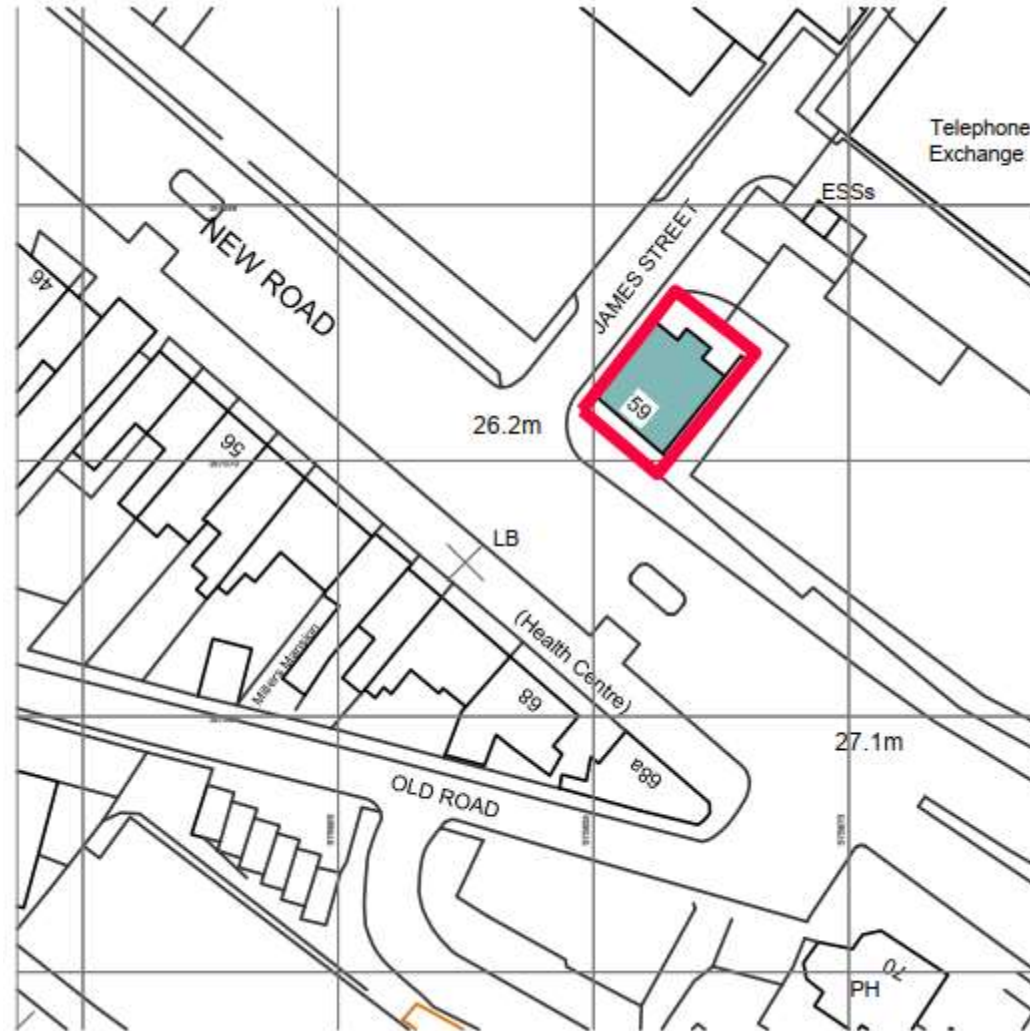 Telephone
Exchange
ESSs
NEW ROAD
JAMES STREET
46
59
26.2m
56
LB
(Health Centre)
Millers Mansion
68
27.1m
68a
OLD ROAD
70
PH